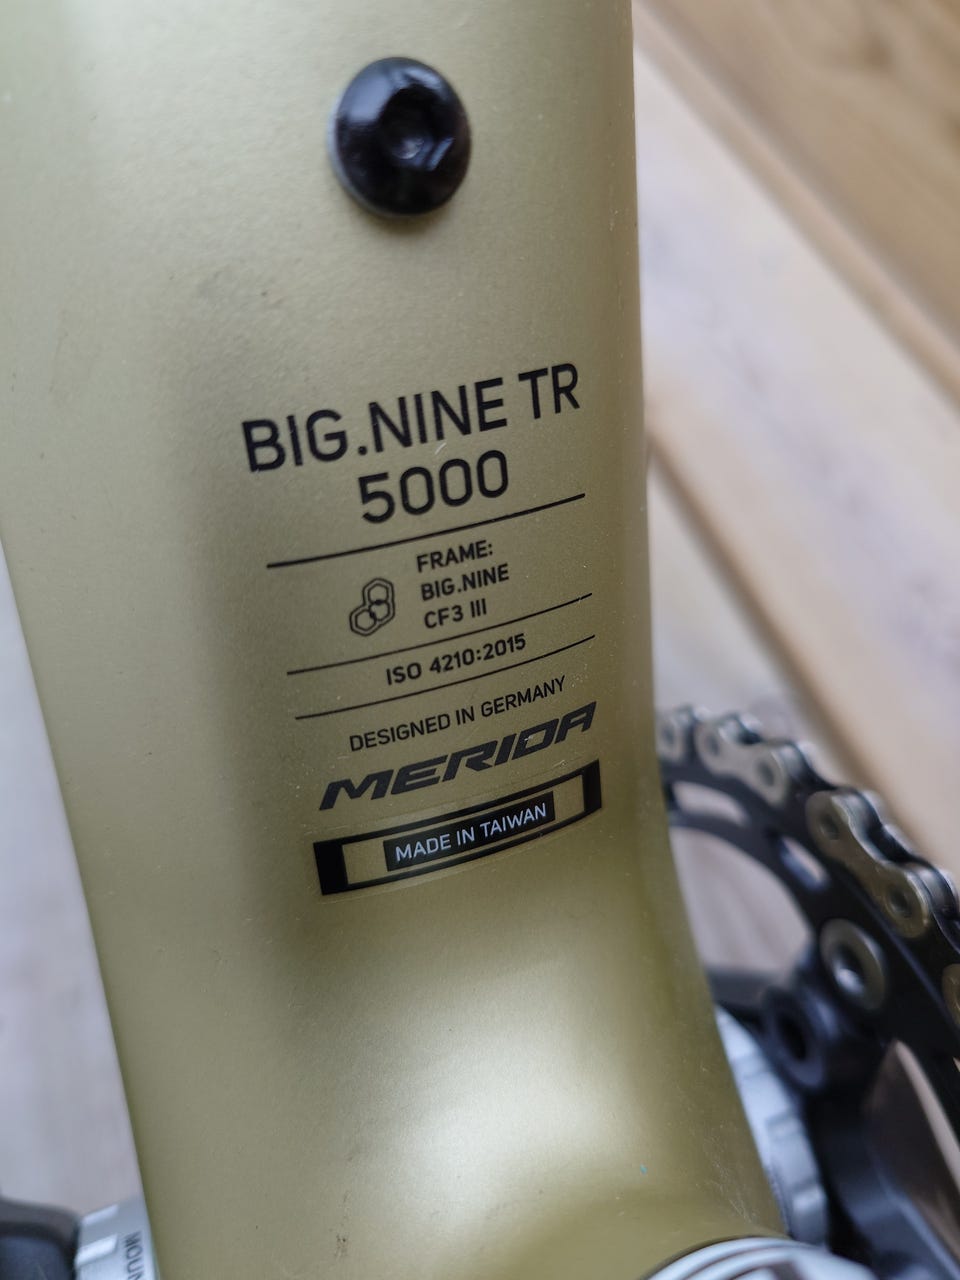 BIG.NINE TR
5000
FRAME:
BIG.NINE
CF3 III
ISO 4210:2015
DESIGNED IN GERMANY
MERIDA
MADE IN TAIWAN